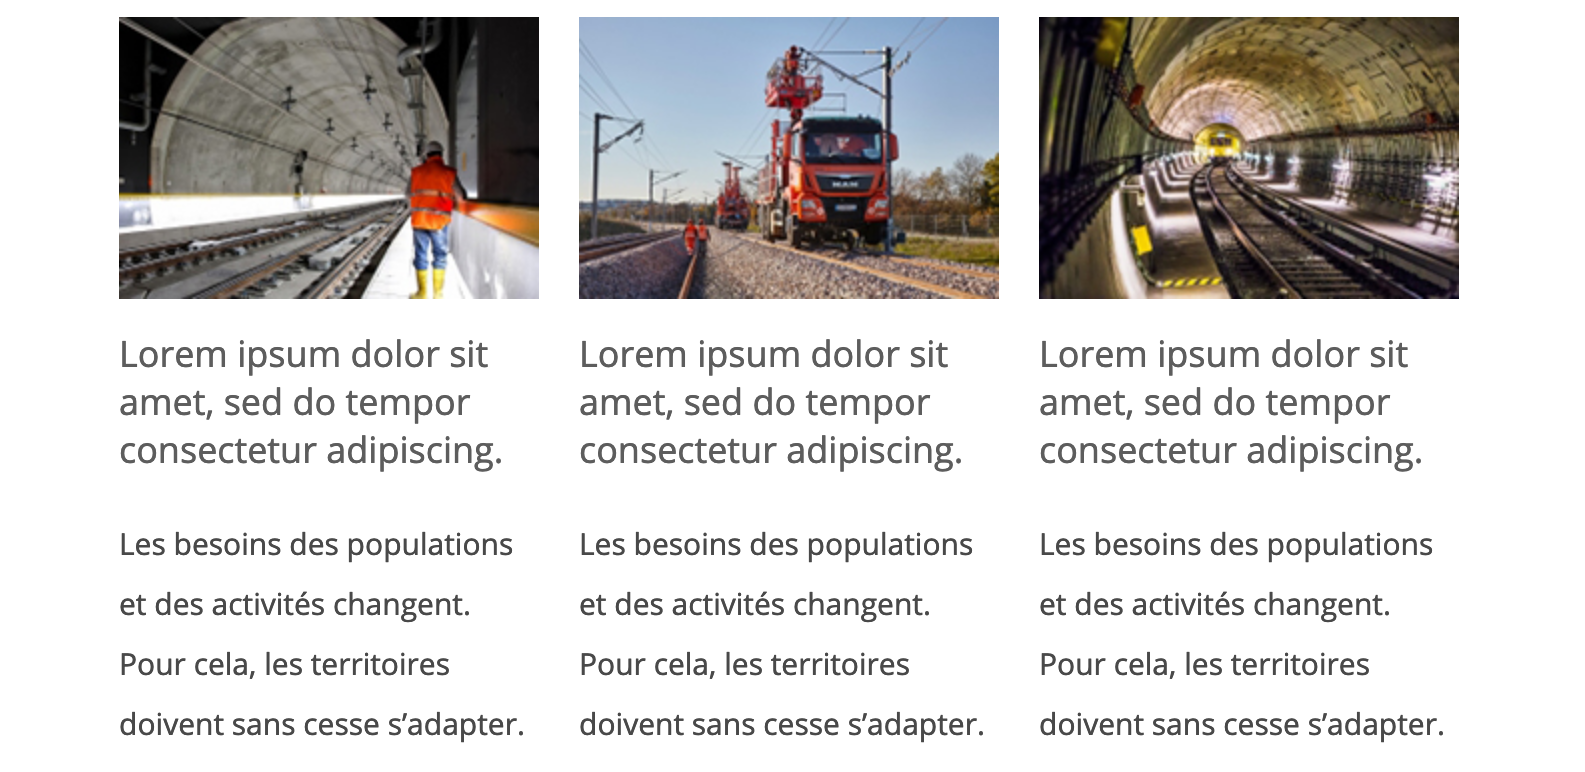 MAN
Lorem ipsum dolor sit
amet, sed do tempor
consectetur adipiscing.
Les besoins des populations
et des activités changent.
Pour cela, les territoires
doivent sans cesse s’adapter.
Lorem ipsum dolor sit
amet, sed do tempor
consectetur adipiscing.
Les besoins des populations
et des activités changent.
Pour cela, les territoires
doivent sans cesse s’adapter.
Lorem ipsum dolor sit
amet, sed do tempor
consectetur adipiscing.
Les besoins des populations
et des activités changent.
Pour cela, les territoires
doivent sans cesse s’adapter.